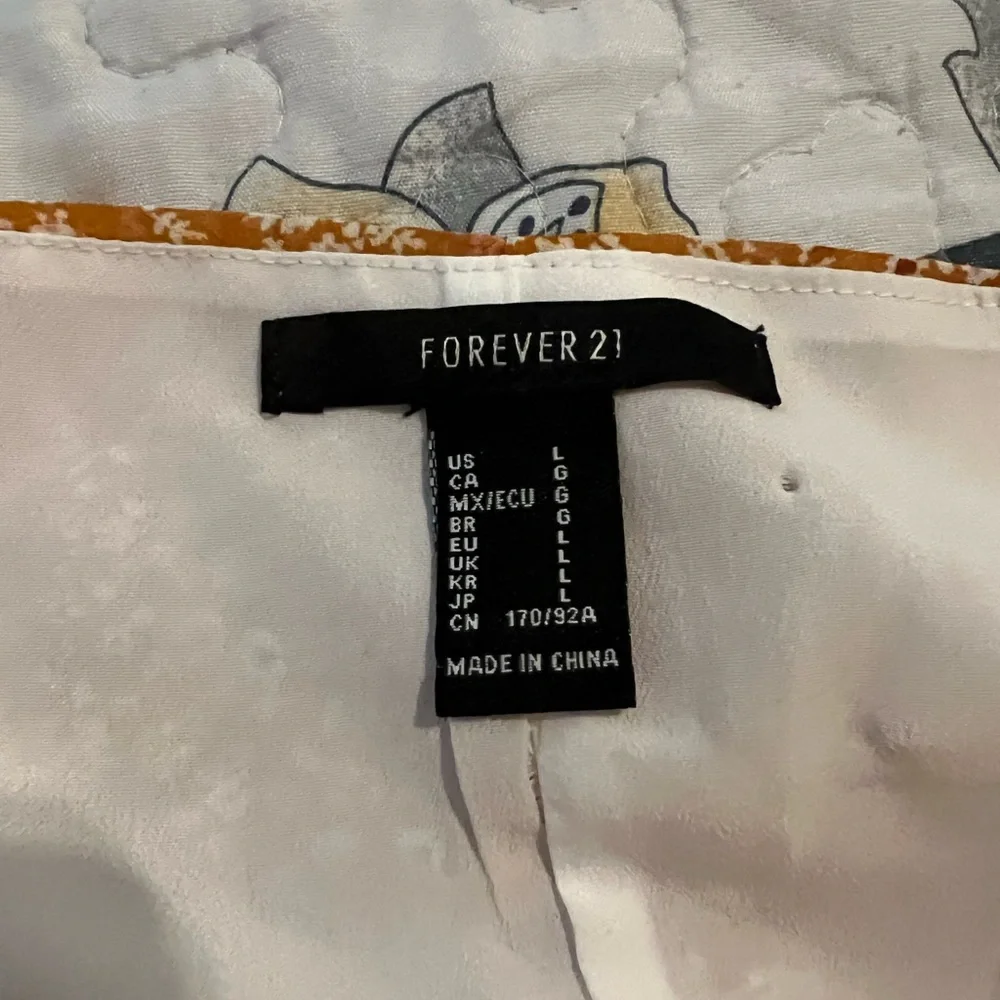 FOREVER 21
US L
CA G
MX/ECU G
BR G
EU L
UK L
KR L
JP L
CN 170/92A
MADE IN CHINA